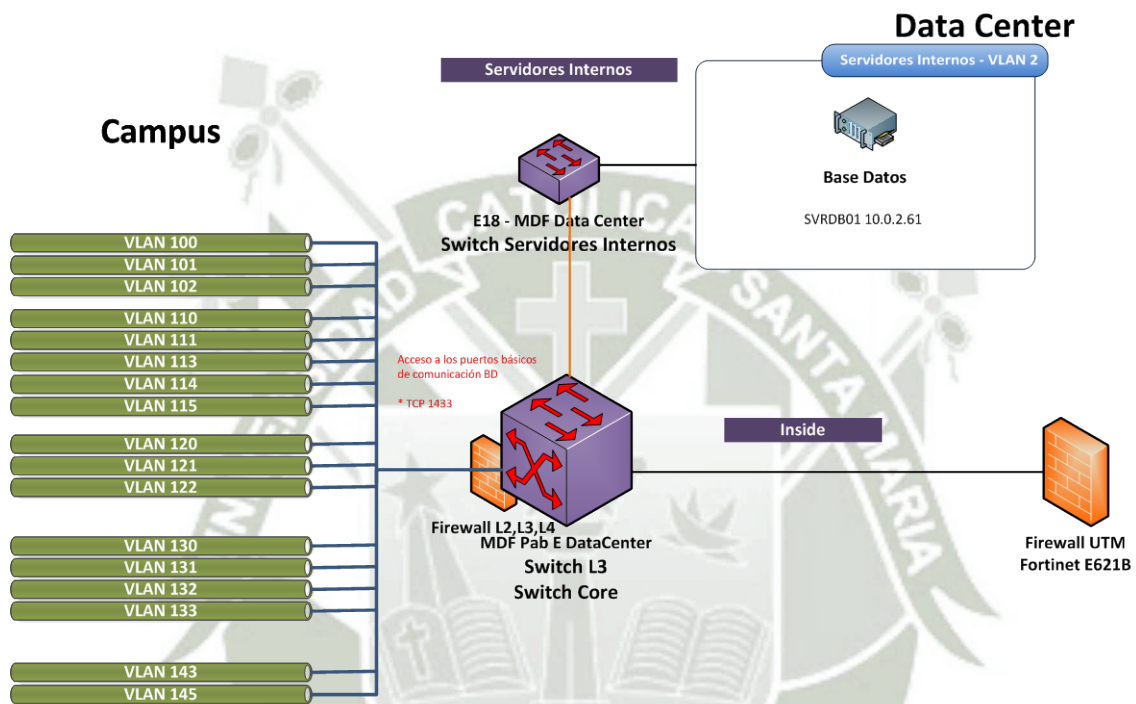 Data Center
Servidores Internos - VLAN 2
Servidores Internos
Campus
Base Datos
SVRDB01 10.0.2.61
E18 - MDF Data Center
Switch Servidores Internos
VLAN 100
VLAN 101
VLAN 102
VLAN 110
VLAN 111
VLAN 113
VLAN 114
VLAN 115
VLAN 120
VLAN 121
VLAN 122
VLAN 130
VLAN 131
VLAN 132
VLAN 133
VLAN 143
VLAN 145
Acceso a los puertos básicos
de comunicación BD
* TCP 1433
Inside
Firewall L2,L3,L4
MDF Pab E DataCenter
Switch L3
Switch Core
Firewall UTM
Fortinet E621B
CATOLICA
SANTA MARIA